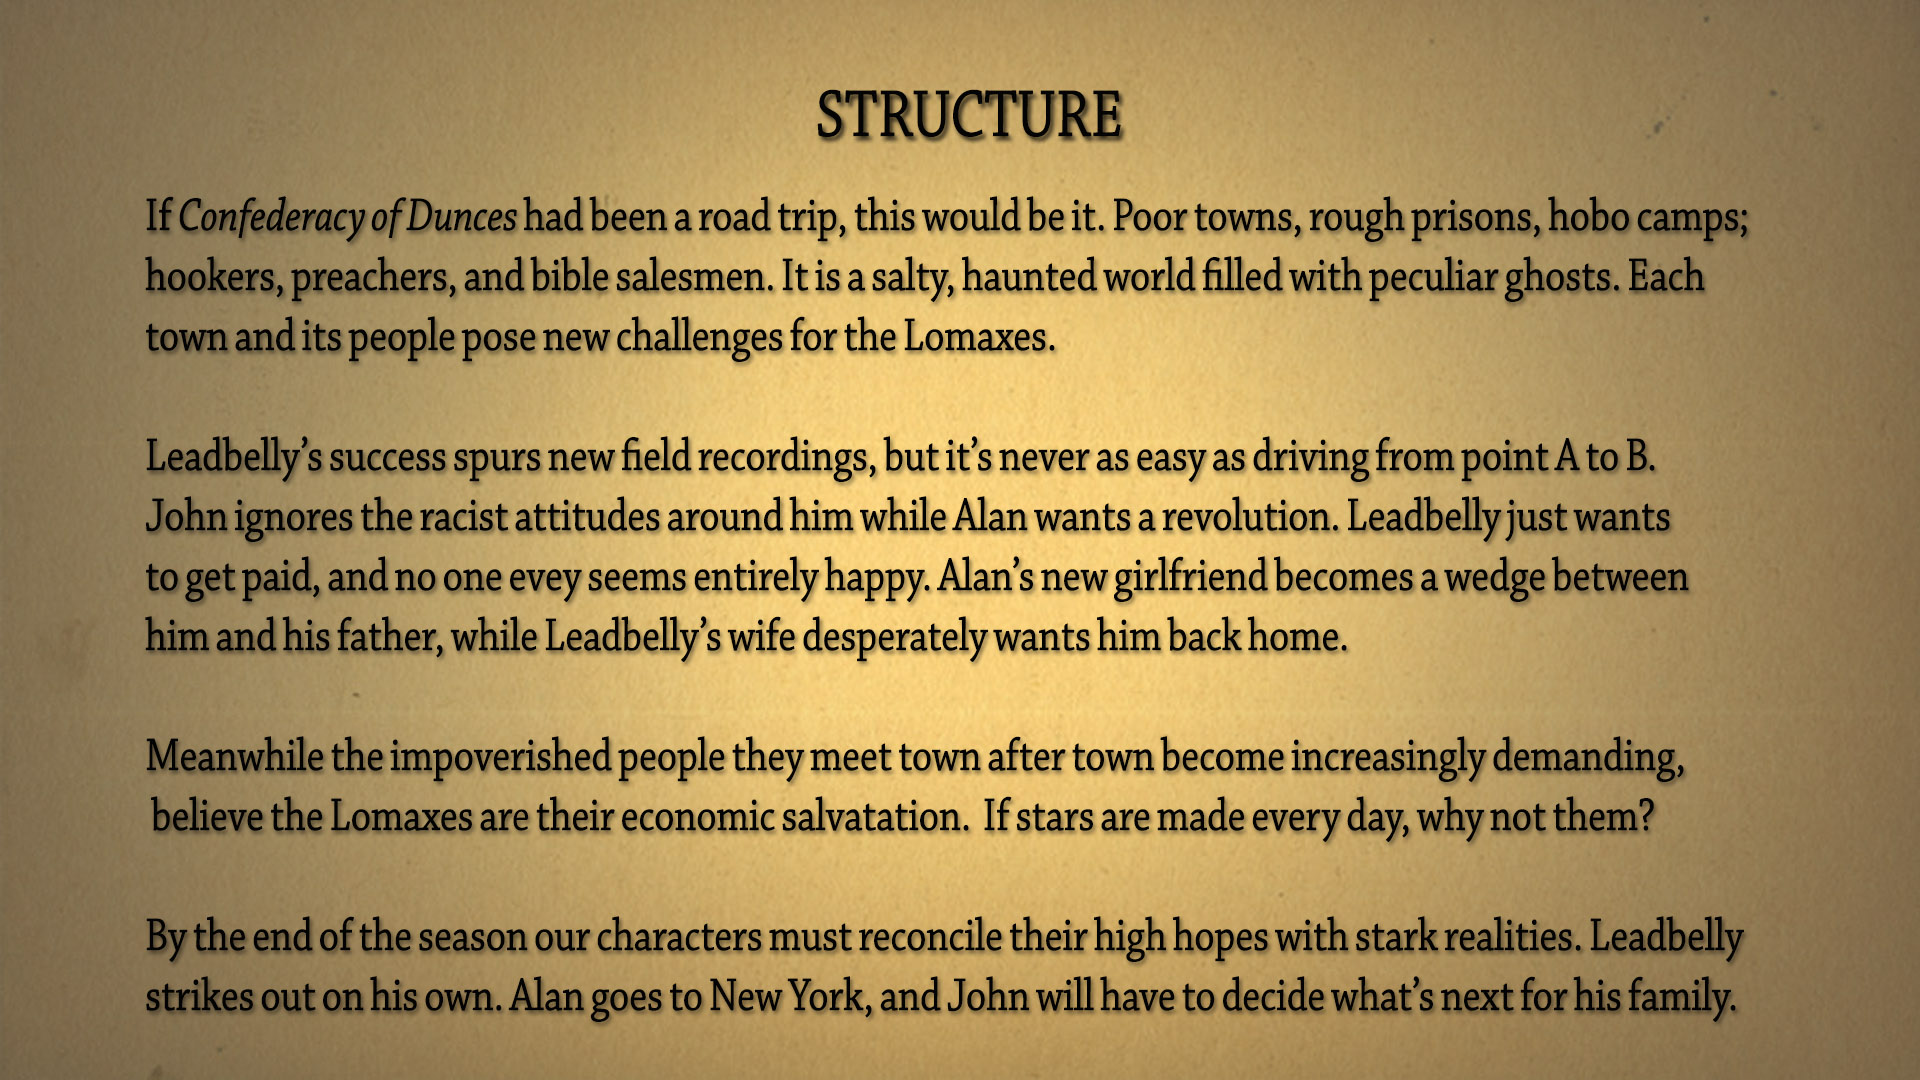 STRUCTURE
If Confederacy of Dunces had been a road trip, this would be it. Poor towns, rough prisons, hobo camps;
hookers, preachers, and bible salesmen. It is a salty, haunted world filled with peculiar ghosts. Each
town and its people pose new challenges for the Lomaxes.
Leadbelly’s success spurs new field recordings, but it’s never as easy as driving from point A to B.
John ignores the racist attitudes around him while Alan wants a revolution. Leadbelly just wants
to get paid, and no one evey seems entirely happy. Alan’s new girlfriend becomes a wedge between
him and his father, while Leadbelly’s wife desperately wants him back home.
Meanwhile the impoverished people they meet town after town become increasingly demanding,
believe the Lomaxes are their economic salvatation.  If stars are made every day, why not them?
By the end of the season our characters must reconcile their high hopes with stark realities. Leadbelly
strikes out on his own. Alan goes to New York, and John will have to decide what’s next for his family.